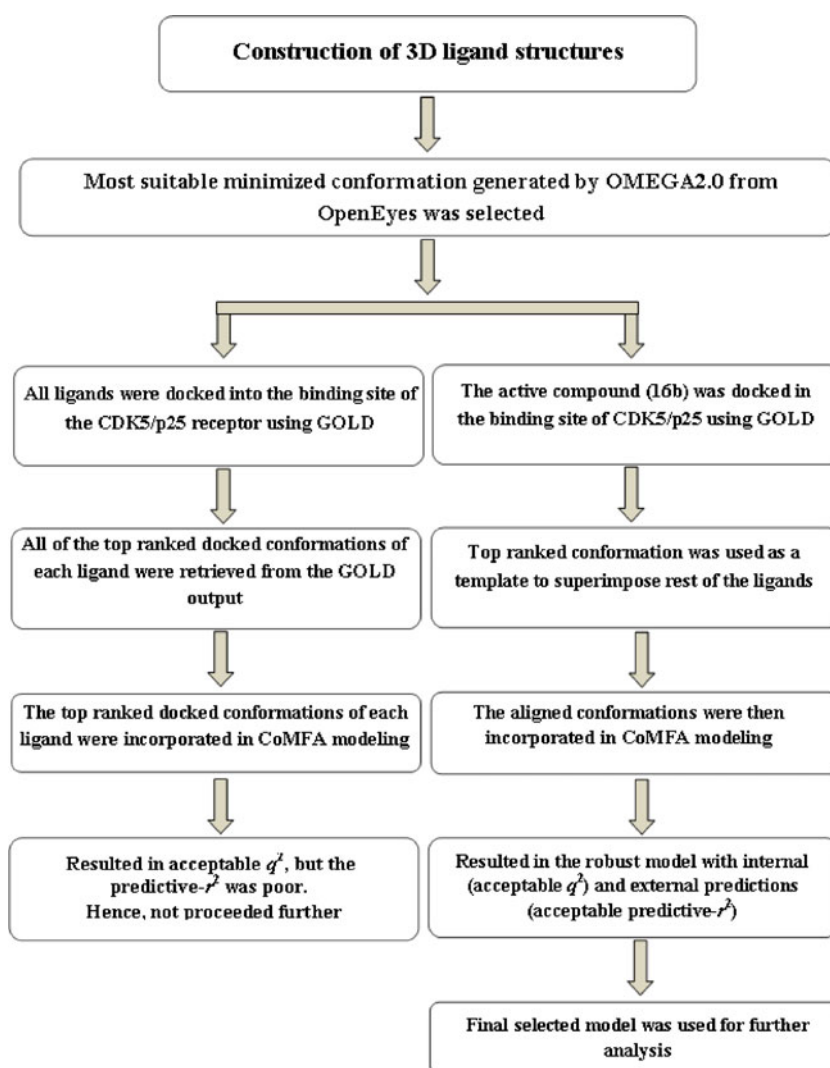 Construction of 3D ligand structures
Most suitable minimized conformation generated by OMEGA2.0 from
OpenEyes was selected
All ligands were docked into the binding site of
the CDK5/p25 receptor using GOLD
All of the top ranked docked conformations of
each ligand were retrieved from the GOLD
output
The top ranked docked conformations of each
ligand were incorporated in CoMFA modeling
Resulted in acceptable q², but the
predictive-r² was poor.
Hence, not proceeded further
The active compound (16b) was docked in
the binding site of CDK5/p25 using GOLD
Top ranked conformation was used as a
template to superimpose rest of the ligands
The aligned conformations were then
incorporated in CoMFA modeling
Resulted in the robust model with internal
(acceptable q²) and external predictions
(acceptable predictive-r²)
Final selected model was used for further
analysis